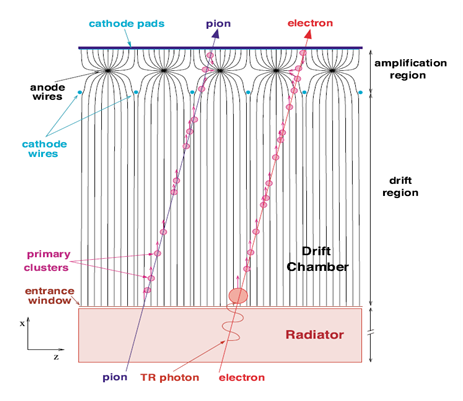 cathode pads
pion
electron
amplification
region
anode
wires
cathode
wires
drift
region
primary
clusters
Drift
Chamber
entrance
window
x
z
Radiator
pion
TR photon
electron